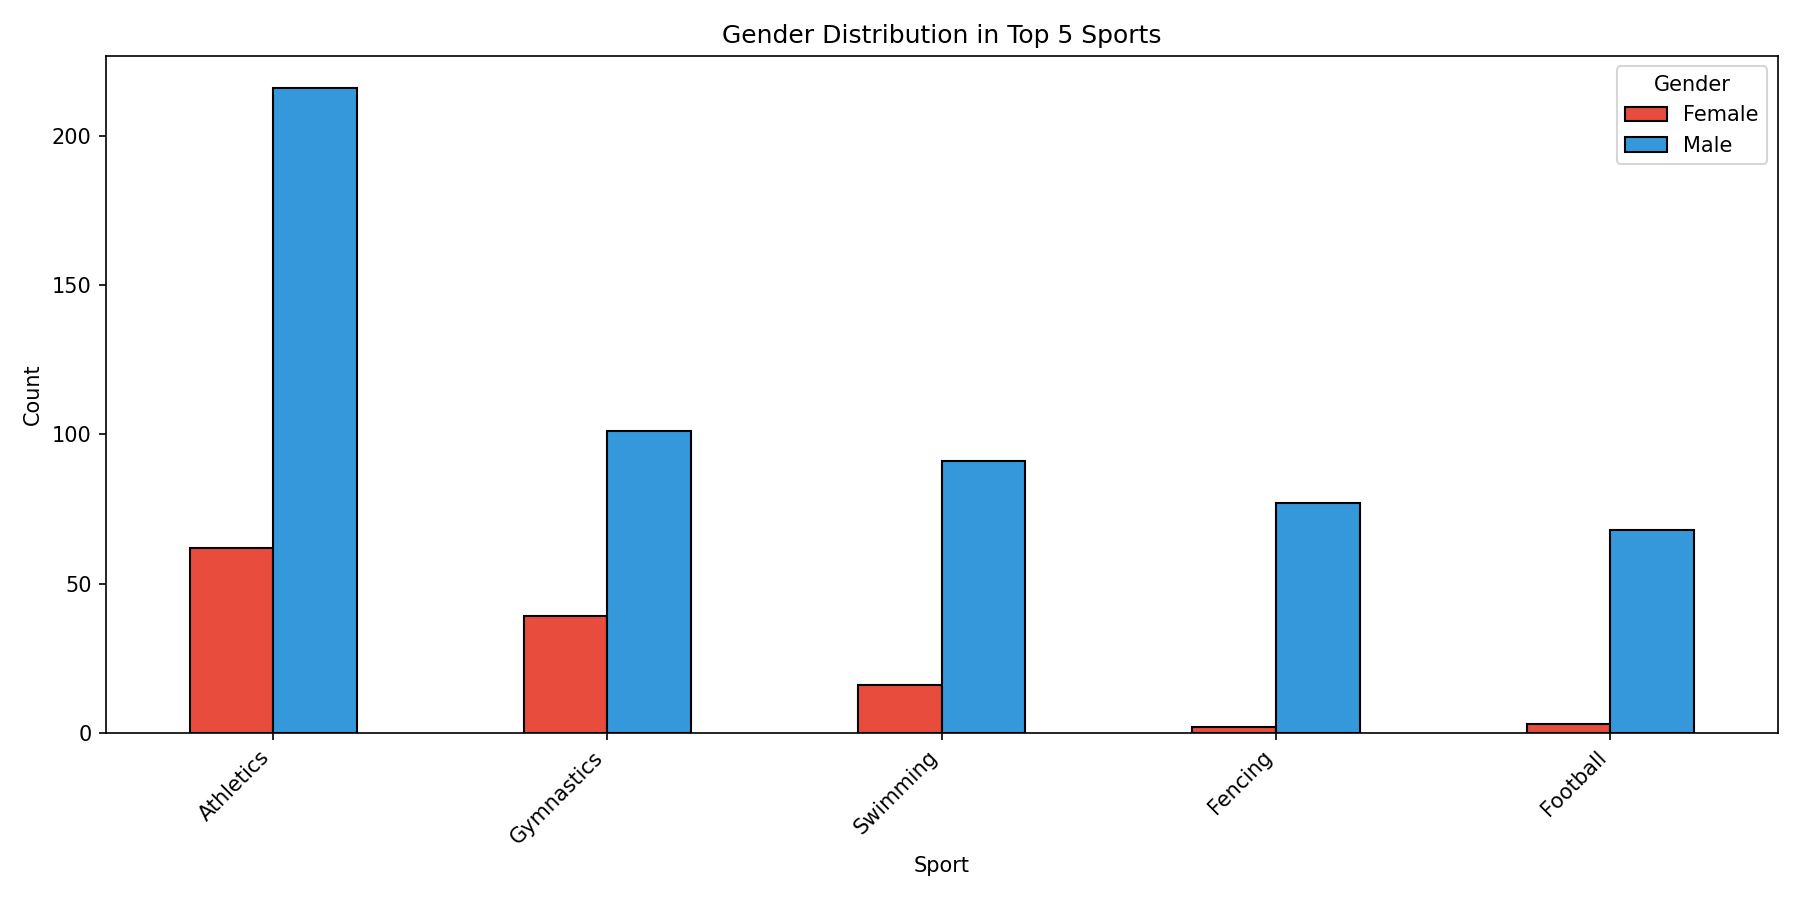 Gender Distribution in Top 5 Sports
Gender
Female
Male
Count
200
150
100
50
0
Athletics
Gymnastics
Swimming
Fencing
Football
Sport